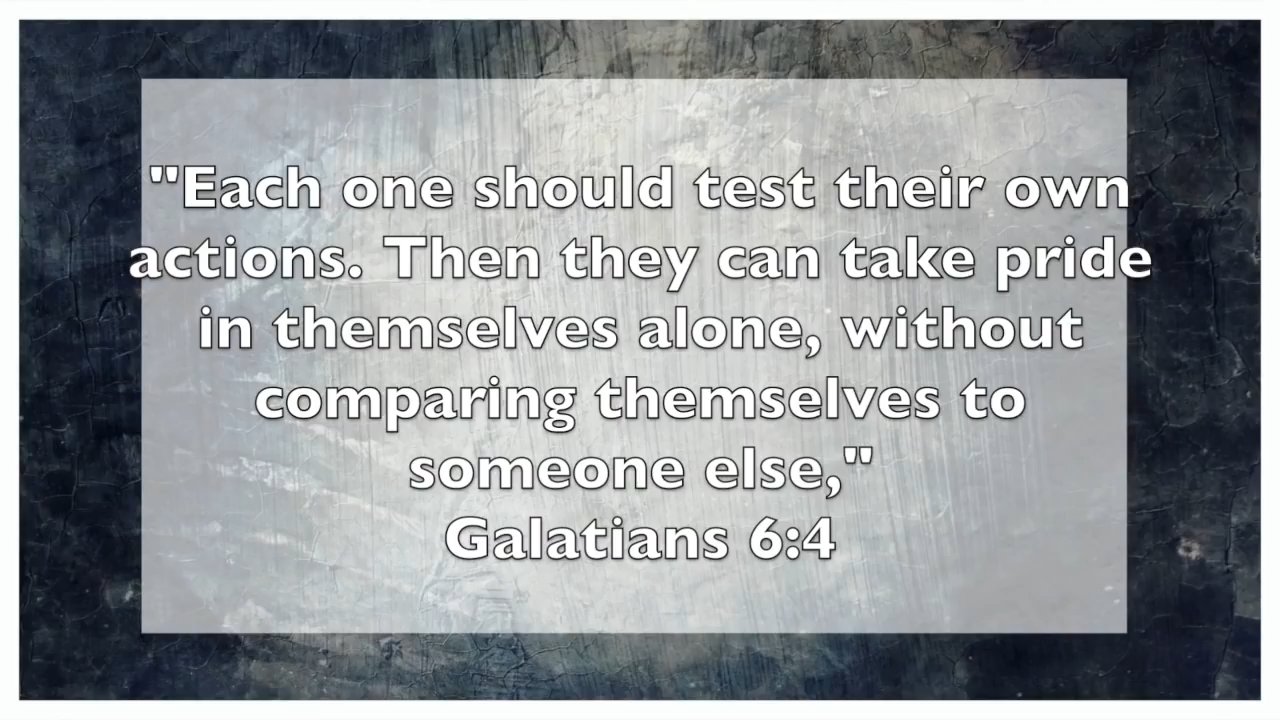 "Each one should test their own
actions. Then they can take pride
in themselves alone, without
comparing themselves to
someone else,"
Galatians 6:4